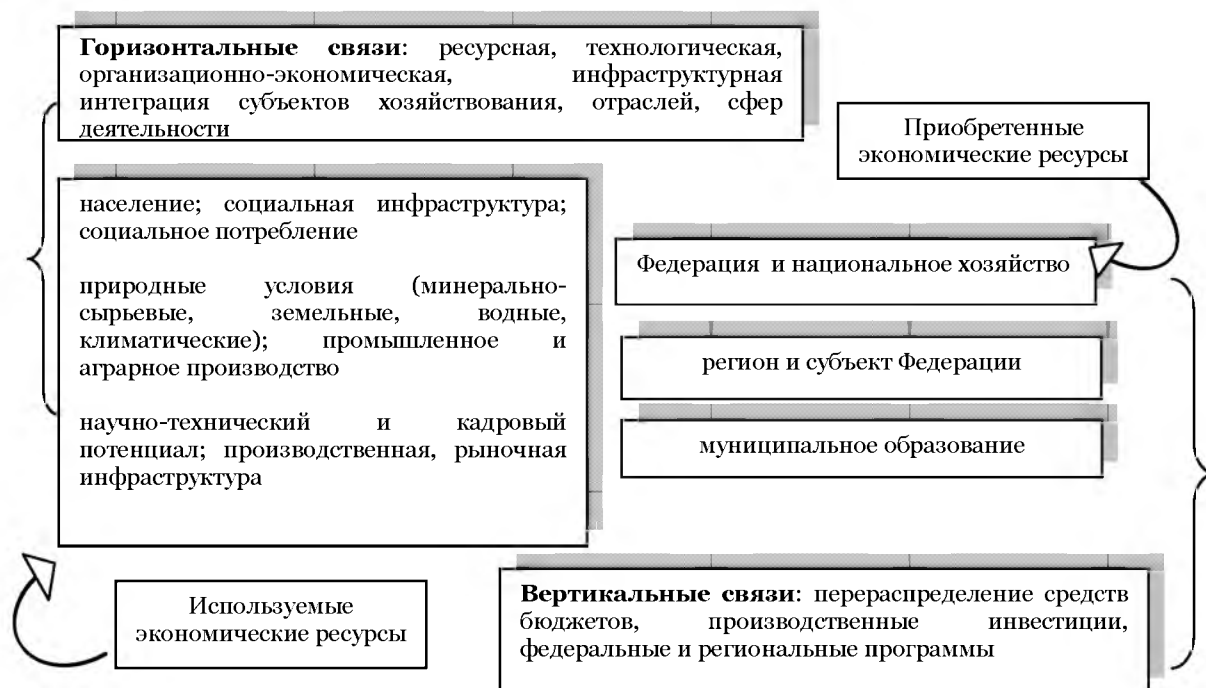 Горизонтальные связи: ресурсная, технологическая,
организационно-экономическая, инфраструктурная
интеграция субъектов хозяйствования, отраслей, сфер
деятельности
Приобретенные
экономические ресурсы
население; социальная инфраструктура;
социальное потребление
природные условия (минерально-
сырьевые, земельные, водные,
климатические); промышленное и
аграрное производство
научно-технический и кадровый
потенциал; производственная, рыночная
инфраструктура
Федерация и национальное хозяйство
регион и субъект Федерации
муниципальное образование
Используемые
экономические ресурсы
Вертикальные связи: перераспределение средств
бюджетов, производственные инвестиции,
федеральные и региональные программы